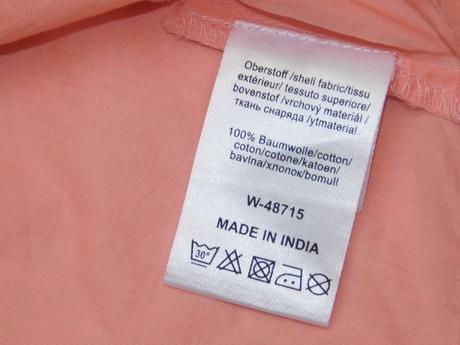 Oberstoff /shell fabric/tissu
extérieur/ tessuto superiore/
bovenstof /vrchový materiál /
ткань снаряда /ytmaterial.
100% Baumwolle/cotton/
coton/cotone/katoen/
bavlna/хлопок/bomull
W-48715
MADE IN INDIA
30°